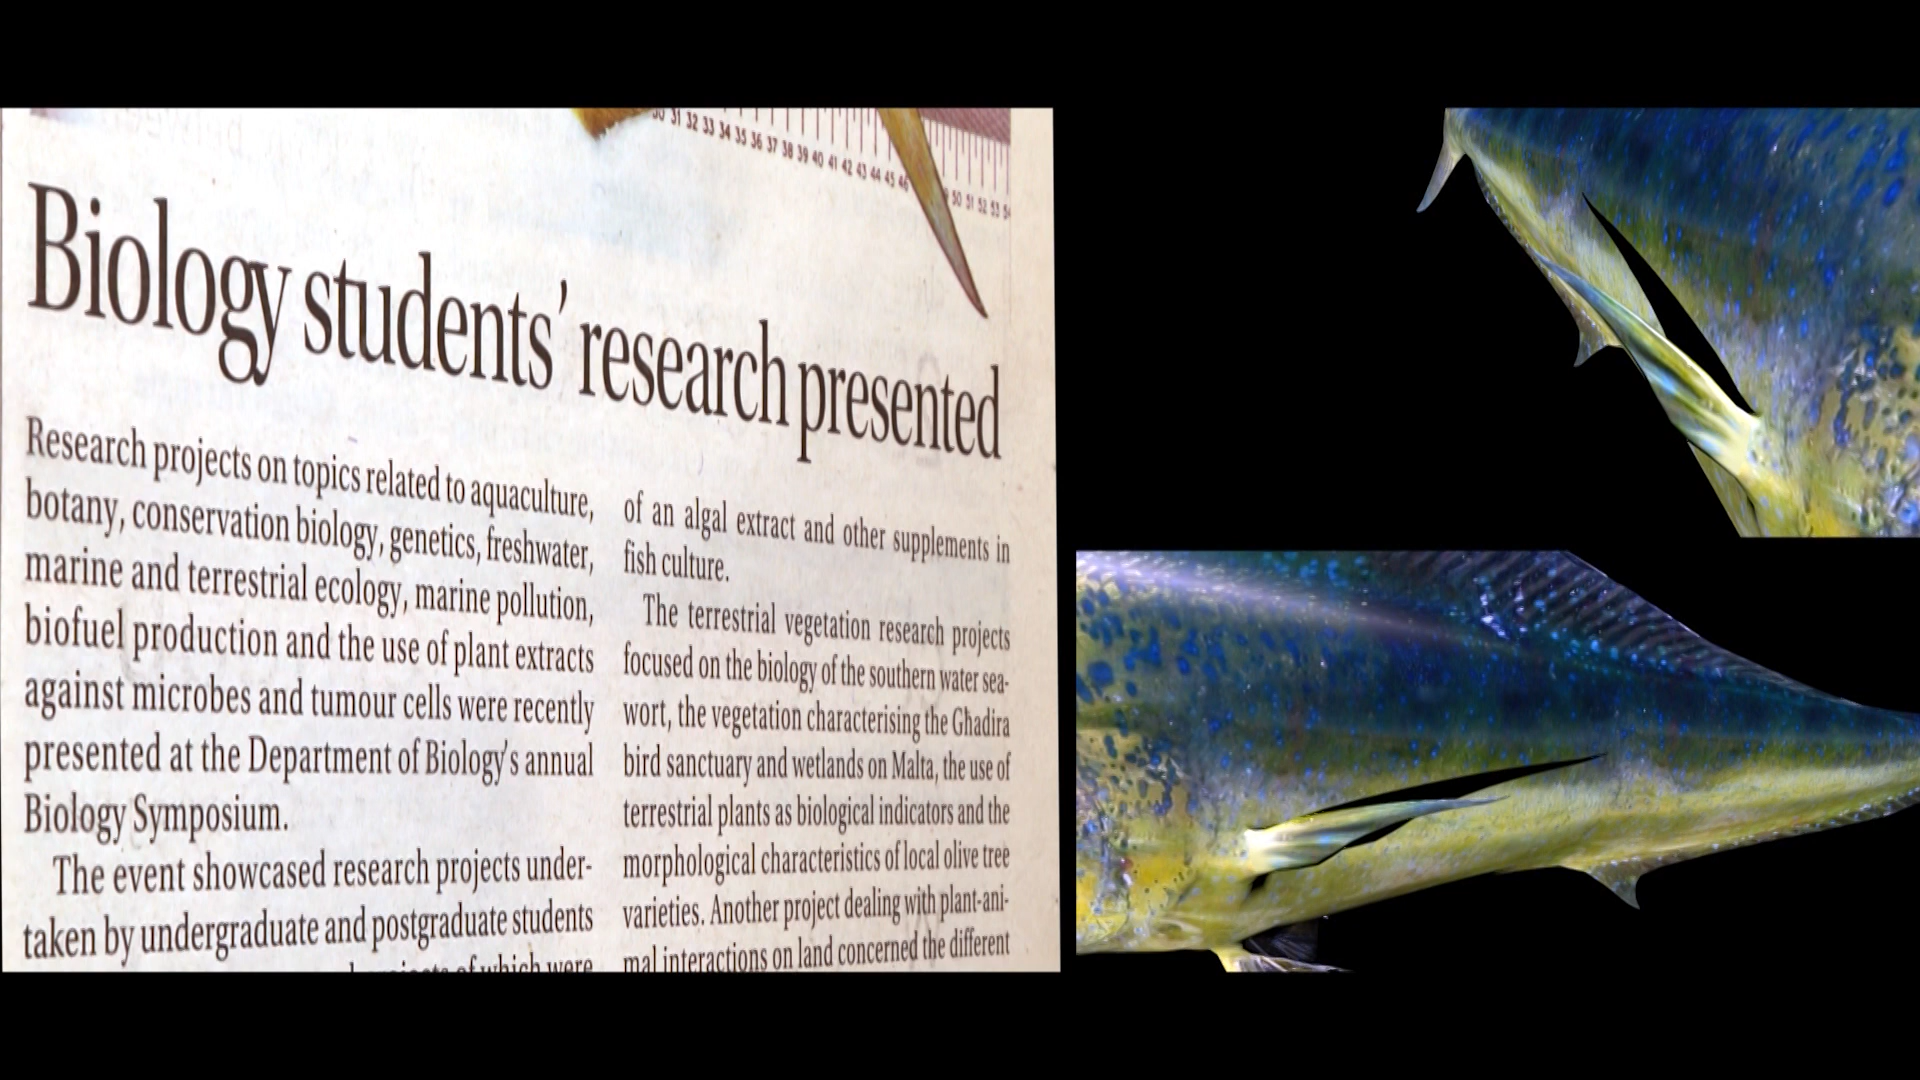 31 32 33 34 35 36 37 38 39 40 41 42 43 44 45 46 50 51 52 53
Biology students' research presented
Research projects on topics related to aquaculture,
botany, conservation biology, genetics, freshwater,
marine and terrestrial ecology, marine pollution,
biofuel production and the use of plant extracts
against microbes and tumour cells were recently
presented at the Department of Biology's annual
Biology Symposium.
The event showcased research projects under-
taken by undergraduate and postgraduate students
of which were
of an algal extract and other supplements in
fish culture.
The terrestrial vegetation research projects
focused on the biology of the southern water sea-
wort, the vegetation characterising the Għadira
bird sanctuary and wetlands on Malta, the use of
terrestrial plants as biological indicators and the
morphological characteristics of local olive tree
varieties. Another project dealing with plant-ani-
mal interactions on land concerned the different